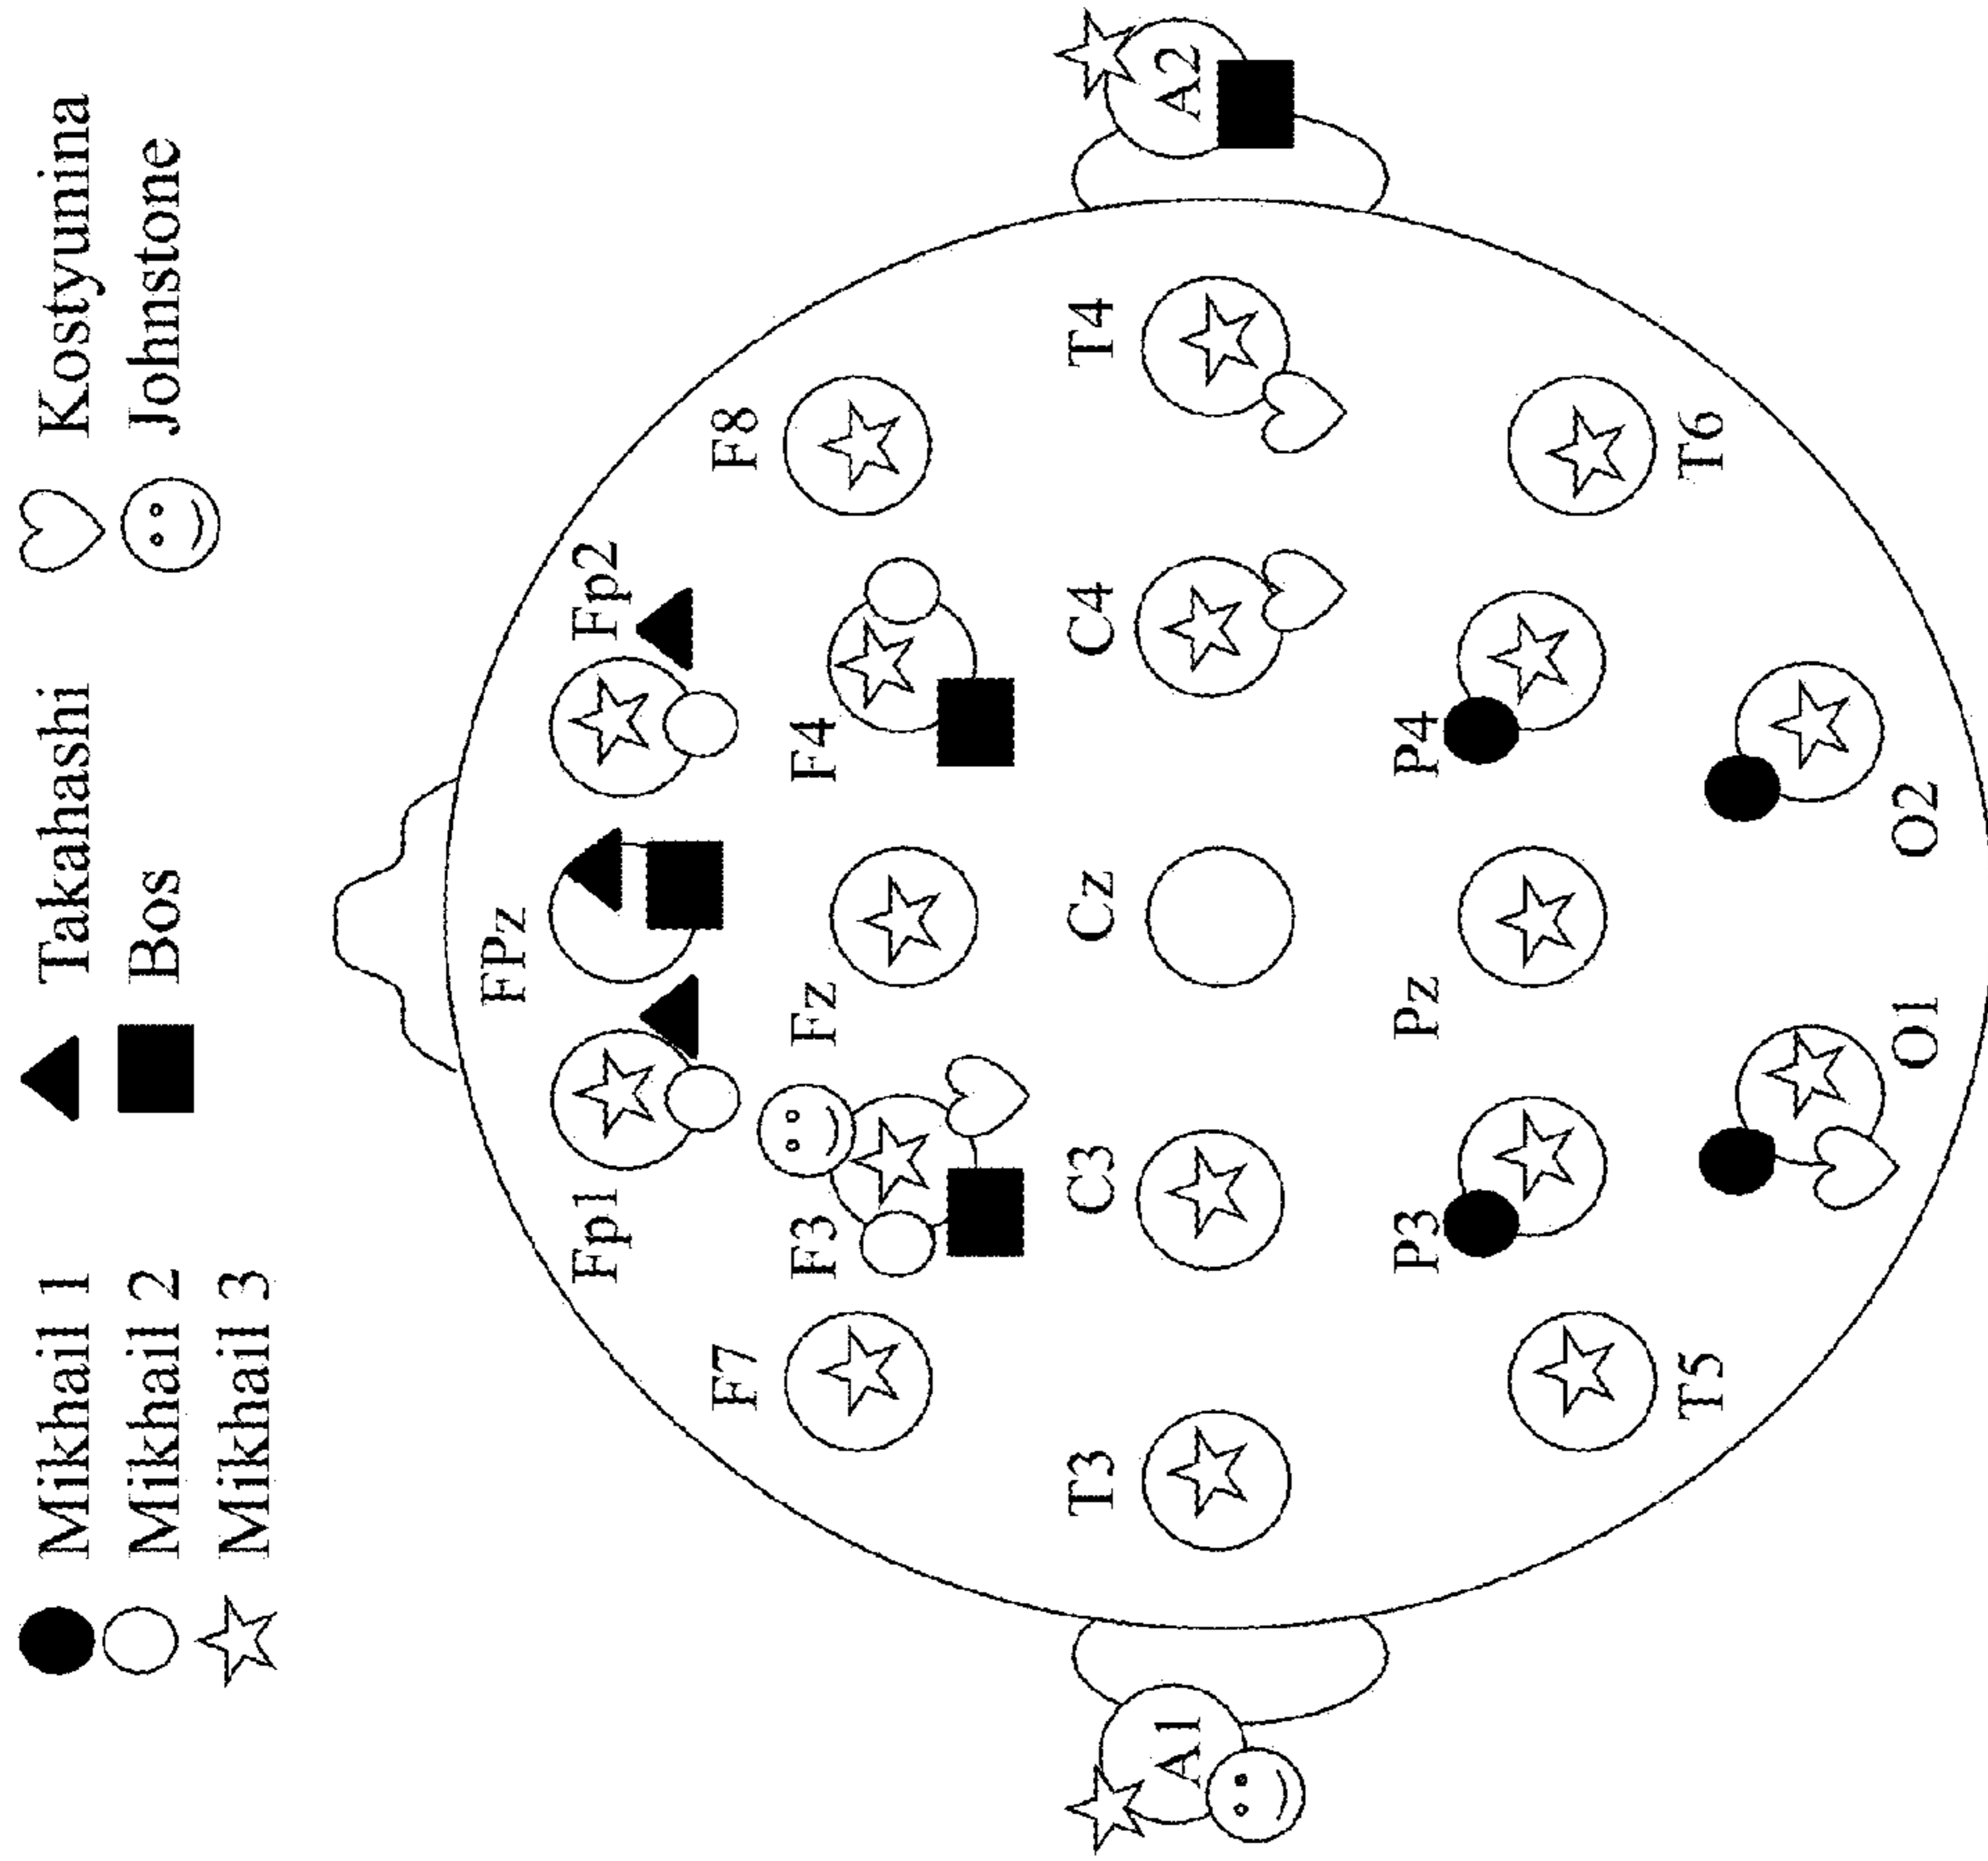 Mikhail 1
Takahashi
Kostyunina
Mikhail 2
Bos
Johnstone
Mikhail 3
FPz
Fp1
Fp2
F7
F3
Fz
F4
F8
A1
T3
C3
Cz
C4
T4
A2
P3
Pz
P4
T5
T6
O1
O2